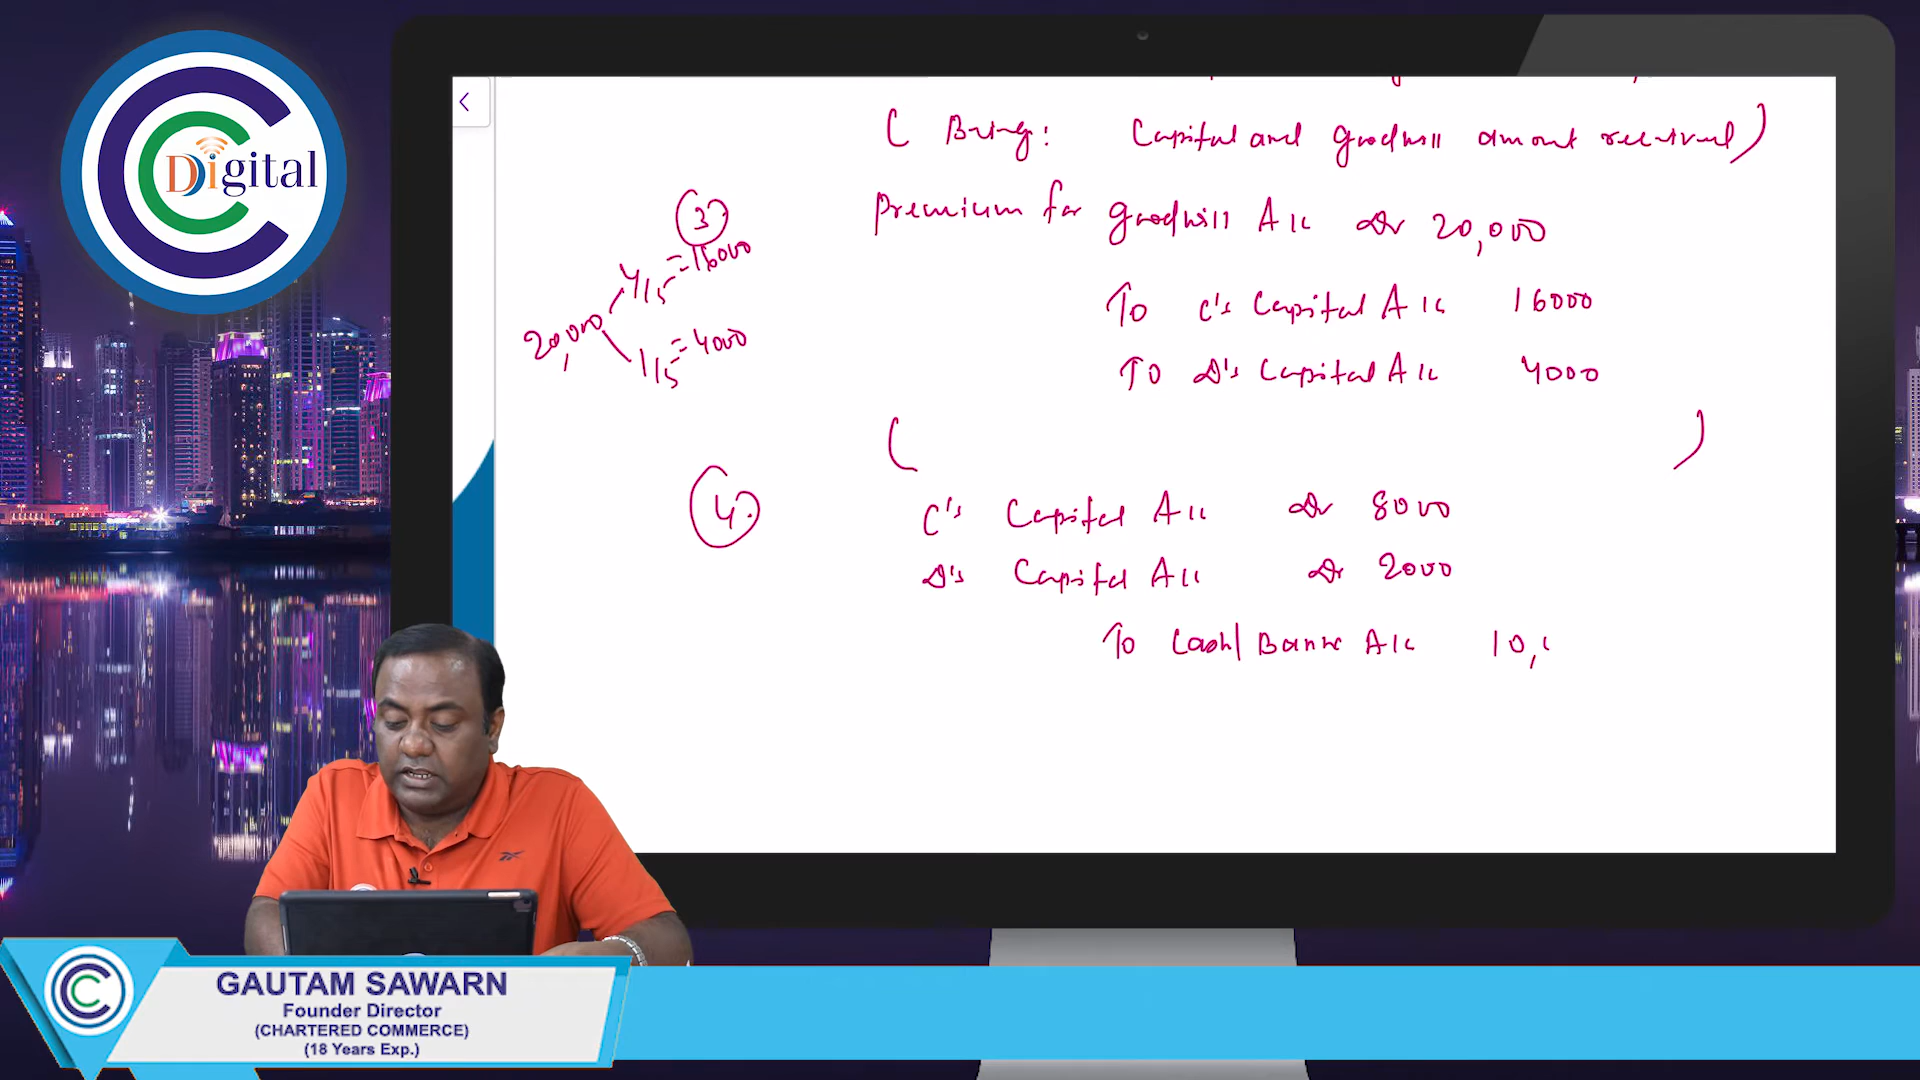 Digital
( Being: Capital and goodwill amount received )
3
Premium for goodwill A/c Dr 20,000
To C's Capital A/c 16000
To D's Capital A/c 4000
20,000
4/5 = 16000
1/5 = 4000
( )
4.
C's Capital A/c Dr 8000
D's Capital A/c Dr 2000
To Cash/Bank A/c 10,
GAUTAM SAWARN
Founder Director
(CHARTERED COMMERCE)
(18 Years Exp.)